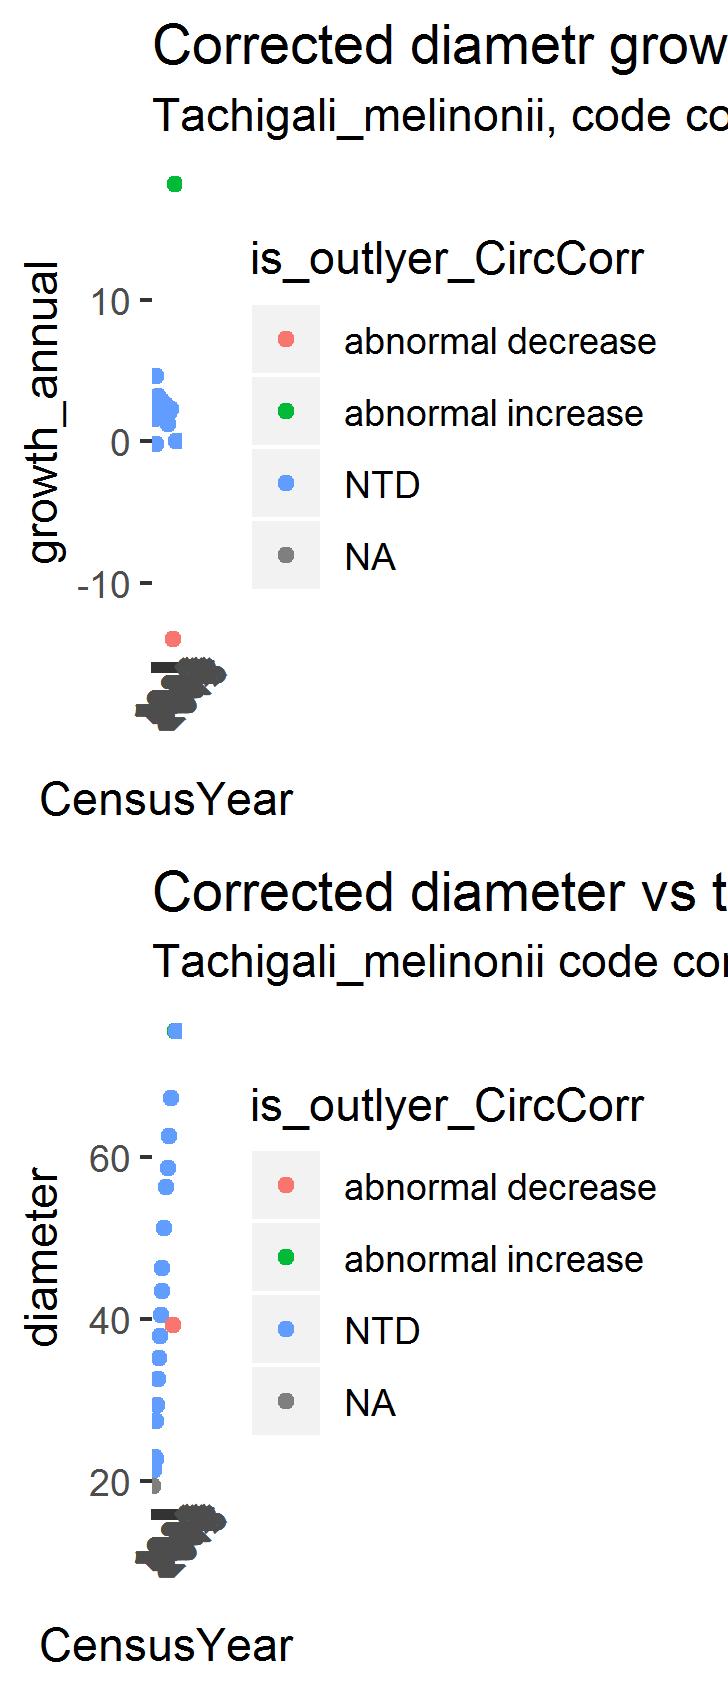 Corrected diametr grow
Tachigali_melinonii, code co
growth_annual
10
0
-10
is_outlyer_CircCorr
abnormal decrease
abnormal increase
NTD
NA
CensusYear
Corrected diameter vs t
Tachigali_melinonii code cor
diameter
60
40
20
is_outlyer_CircCorr
abnormal decrease
abnormal increase
NTD
NA
CensusYear